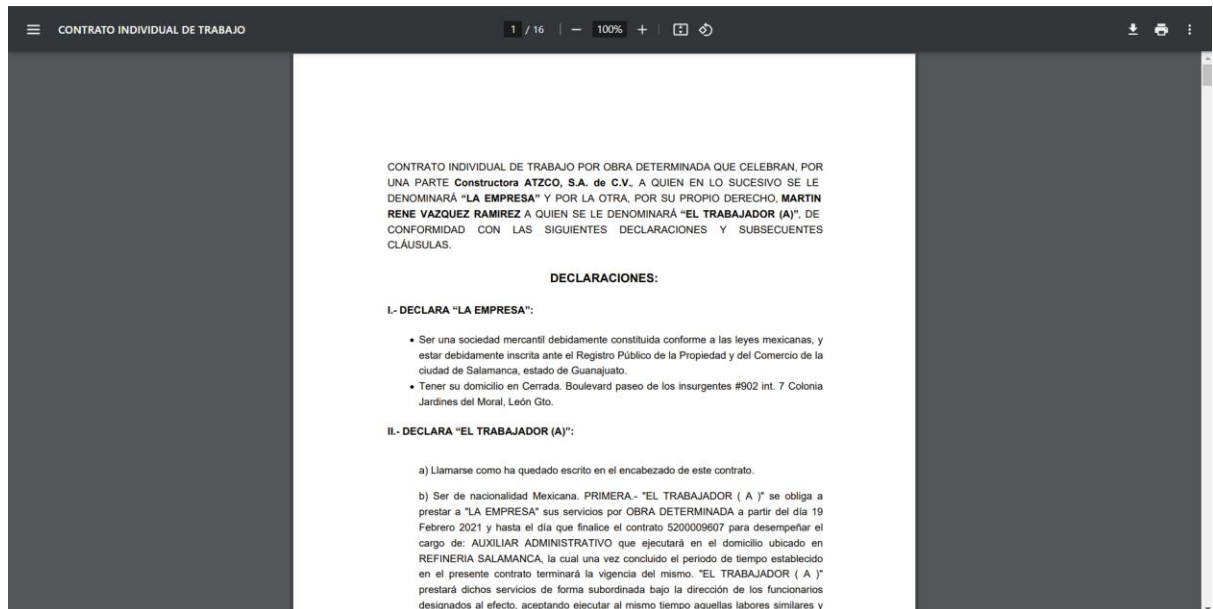 CONTRATO INDIVIDUAL DE TRABAJO
1 / 16 | − 100% + |
CONTRATO INDIVIDUAL DE TRABAJO POR OBRA DETERMINADA QUE CELEBRAN, POR
UNA PARTE Constructora ATZCO, S.A. de C.V., A QUIEN EN LO SUCESIVO SE LE
DENOMINARÁ “LA EMPRESA” Y POR LA OTRA, POR SU PROPIO DERECHO, MARTIN
RENE VAZQUEZ RAMIREZ A QUIEN SE LE DENOMINARÁ “EL TRABAJADOR (A)”, DE
CONFORMIDAD CON LAS SIGUIENTES DECLARACIONES Y SUBSECUENTES
CLÁUSULAS.
DECLARACIONES:
I.- DECLARA “LA EMPRESA”:
• Ser una sociedad mercantil debidamente constituida conforme a las leyes mexicanas, y
estar debidamente inscrita ante el Registro Público de la Propiedad y del Comercio de la
ciudad de Salamanca, estado de Guanajuato.
• Tener su domicilio en Cerrada. Boulevard paseo de los insurgentes #902 int. 7 Colonia
Jardines del Moral, León Gto.
II.- DECLARA “EL TRABAJADOR (A)”:
a) Llamarse como ha quedado escrito en el encabezado de este contrato.
b) Ser de nacionalidad Mexicana. PRIMERA.- "EL TRABAJADOR ( A )" se obliga a
prestar a "LA EMPRESA" sus servicios por OBRA DETERMINADA a partir del día 19
Febrero 2021 y hasta el día que finalice el contrato 5200009607 para desempeñar el
cargo de: AUXILIAR ADMINISTRATIVO que ejecutará en el domicilio ubicado en
REFINERIA SALAMANCA, la cual una vez concluido el periodo de tiempo establecido
en el presente contrato terminará la vigencia del mismo. "EL TRABAJADOR ( A )"
prestará dichos servicios de forma subordinada bajo la dirección de los funcionarios
designados al efecto, aceptando ejecutar al mismo tiempo aquellas labores similares y